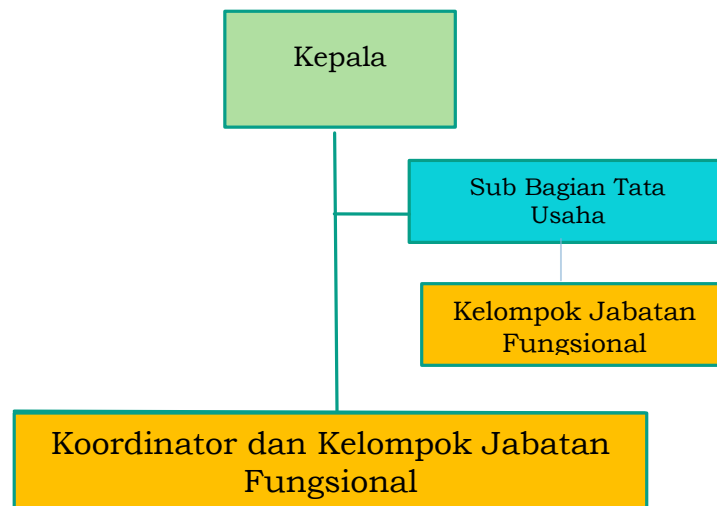 Kepala
Sub Bagian Tata
Usaha
Kelompok Jabatan
Fungsional
Koordinator dan Kelompok Jabatan
Fungsional